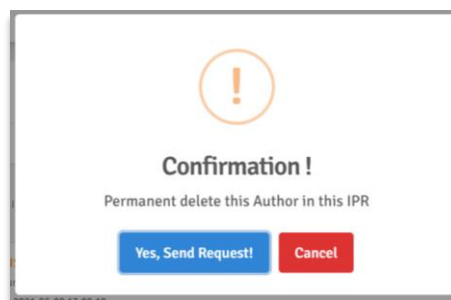 !
Confirmation !
Permanent delete this Author in this IPR
Yes, Send Request!
Cancel